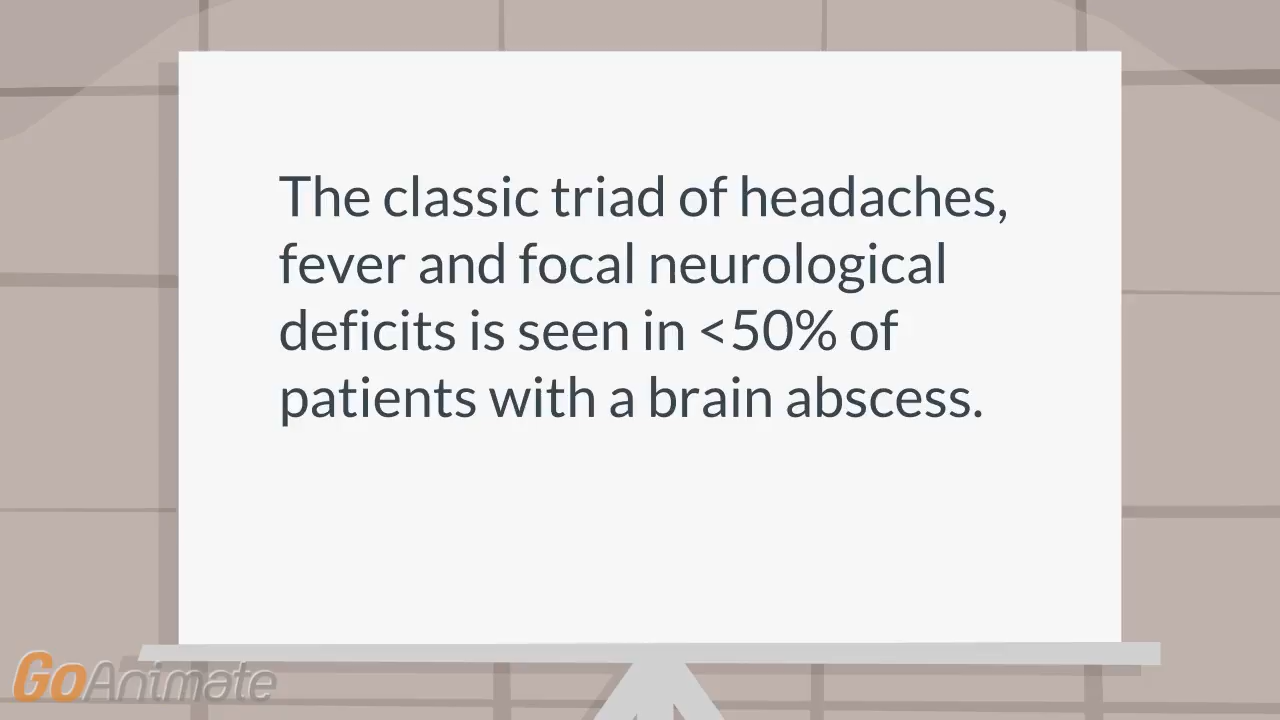 The classic triad of headaches,
fever and focal neurological
deficits is seen in <50% of
patients with a brain abscess.
GoAnimate